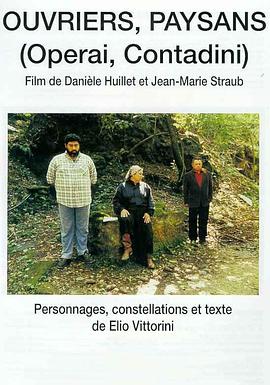 OUVRIERS, PAYSANS
(Operai, Contadini)
Film de Danièle Huillet et Jean-Marie Straub
Personnages, constellations et texte
de Elio Vittorini